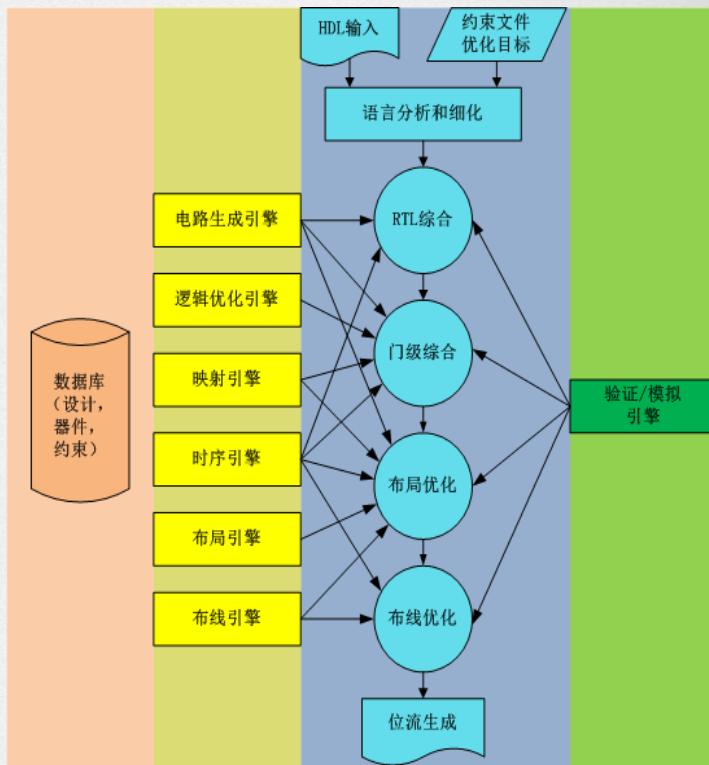 HDL输入
约束文件
优化目标
语言分析和细化
电路生成引擎
RTL综合
逻辑优化引擎
门级综合
映射引擎
数据库
（设计，
器件，
约束）
验证/模拟
引擎
时序引擎
布局优化
布局引擎
布线引擎
布线优化
位流生成